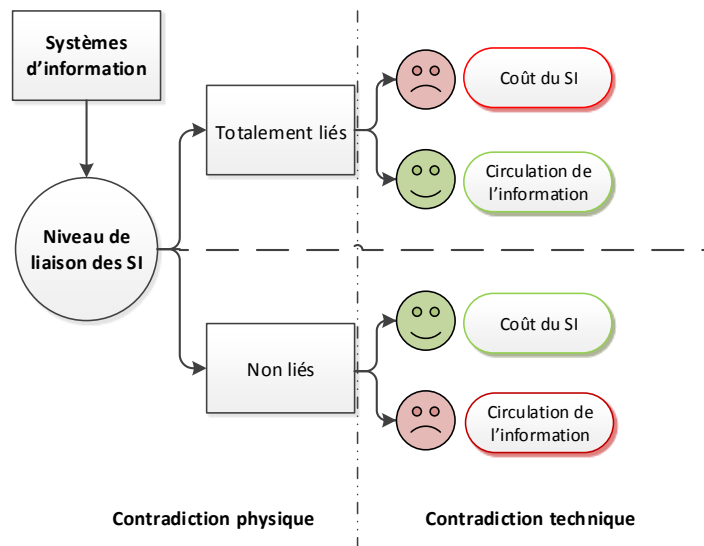 Systèmes
d'information
Niveau de
liaison des SI
Totalement liés
Non liés
Coût du SI
Circulation de
l'information
Coût du SI
Circulation de
l'information
Contradiction physique
Contradiction technique